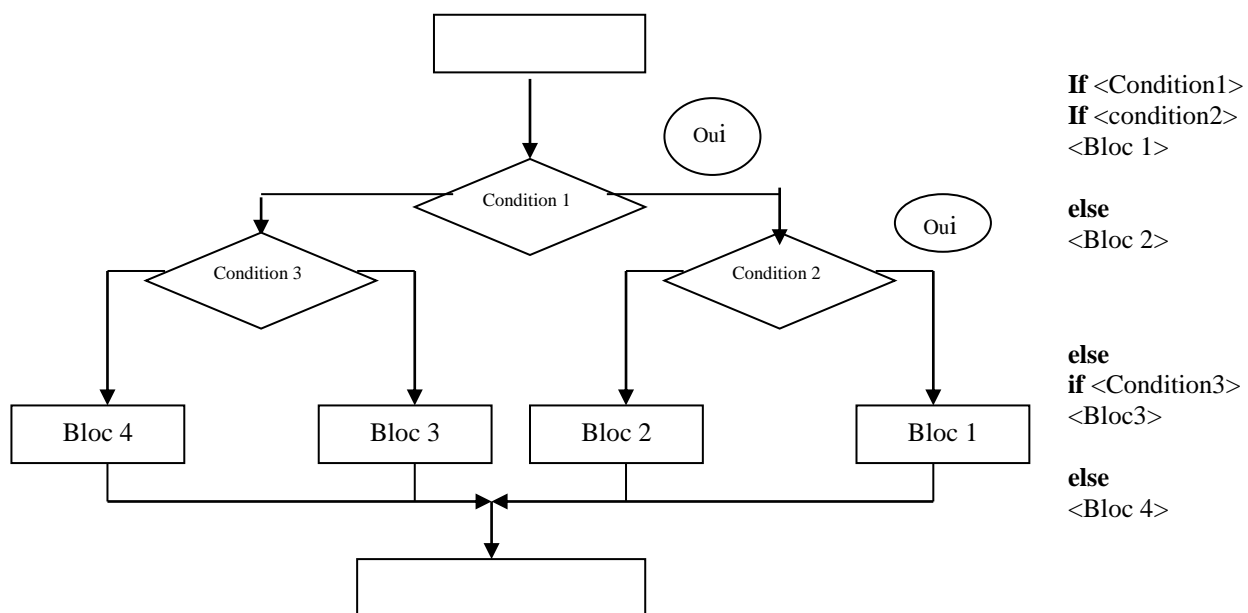 Oui
Condition 1
Oui
Condition 3
Condition 2
Bloc 4
Bloc 3
Bloc 2
Bloc 1
If <Condition1>
If <condition2>
<Bloc 1>
else
<Bloc 2>
else
if <Condition3>
<Bloc3>
else
<Bloc 4>